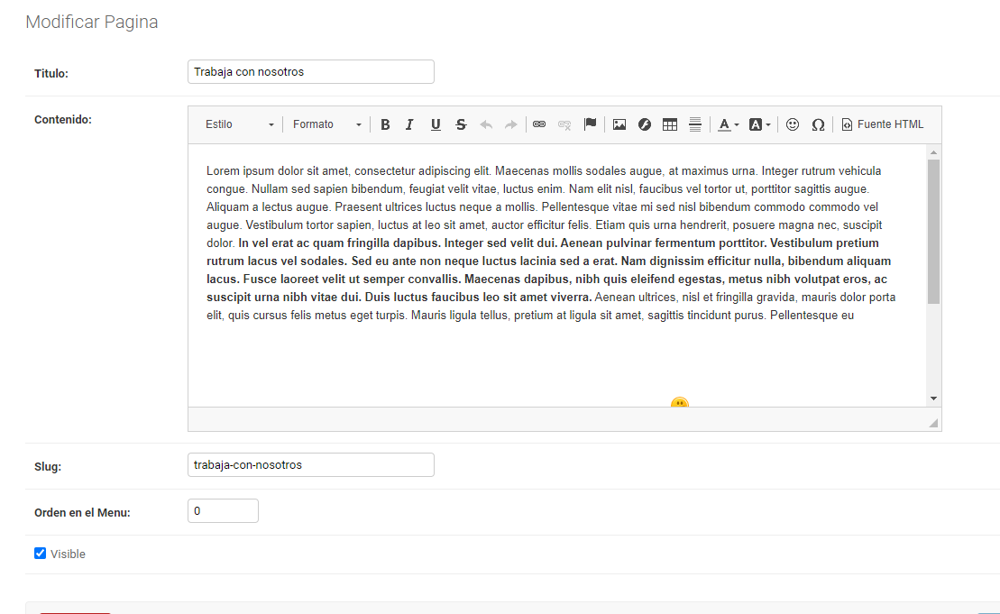 Modificar Pagina
Titulo:
Trabaja con nosotros
Contenido:
Estilo Formato B I U S A A Ω Fuente HTML
Lorem ipsum dolor sit amet, consectetur adipiscing elit. Maecenas mollis sodales augue, at maximus urna. Integer rutrum vehicula
congue. Nullam sed sapien bibendum, feugiat velit vitae, luctus enim. Nam elit nisl, faucibus vel tortor ut, porttitor sagittis augue.
Aliquam a lectus augue. Praesent ultrices luctus neque a mollis. Pellentesque vitae mi sed nisl bibendum commodo commodo vel
augue. Vestibulum tortor sapien, luctus at leo sit amet, auctor efficitur felis. Etiam quis urna hendrerit, posuere magna nec, suscipit
dolor. In vel erat ac quam fringilla dapibus. Integer sed velit dui. Aenean pulvinar fermentum porttitor. Vestibulum pretium
rutrum lacus vel sodales. Sed eu ante non neque luctus lacinia sed a erat. Nam dignissim efficitur nulla, bibendum aliquam
lacus. Fusce laoreet velit ut semper convallis. Maecenas dapibus, nibh quis eleifend egestas, metus nibh volutpat eros, ac
suscipit urna nibh vitae dui. Duis luctus faucibus leo sit amet viverra. Aenean ultrices, nisl et fringilla gravida, mauris dolor porta
elit, quis cursus felis metus eget turpis. Mauris ligula tellus, pretium at ligula sit amet, sagittis tincidunt purus. Pellentesque eu
Slug:
trabaja-con-nosotros
Orden en el Menu:
0
Visible